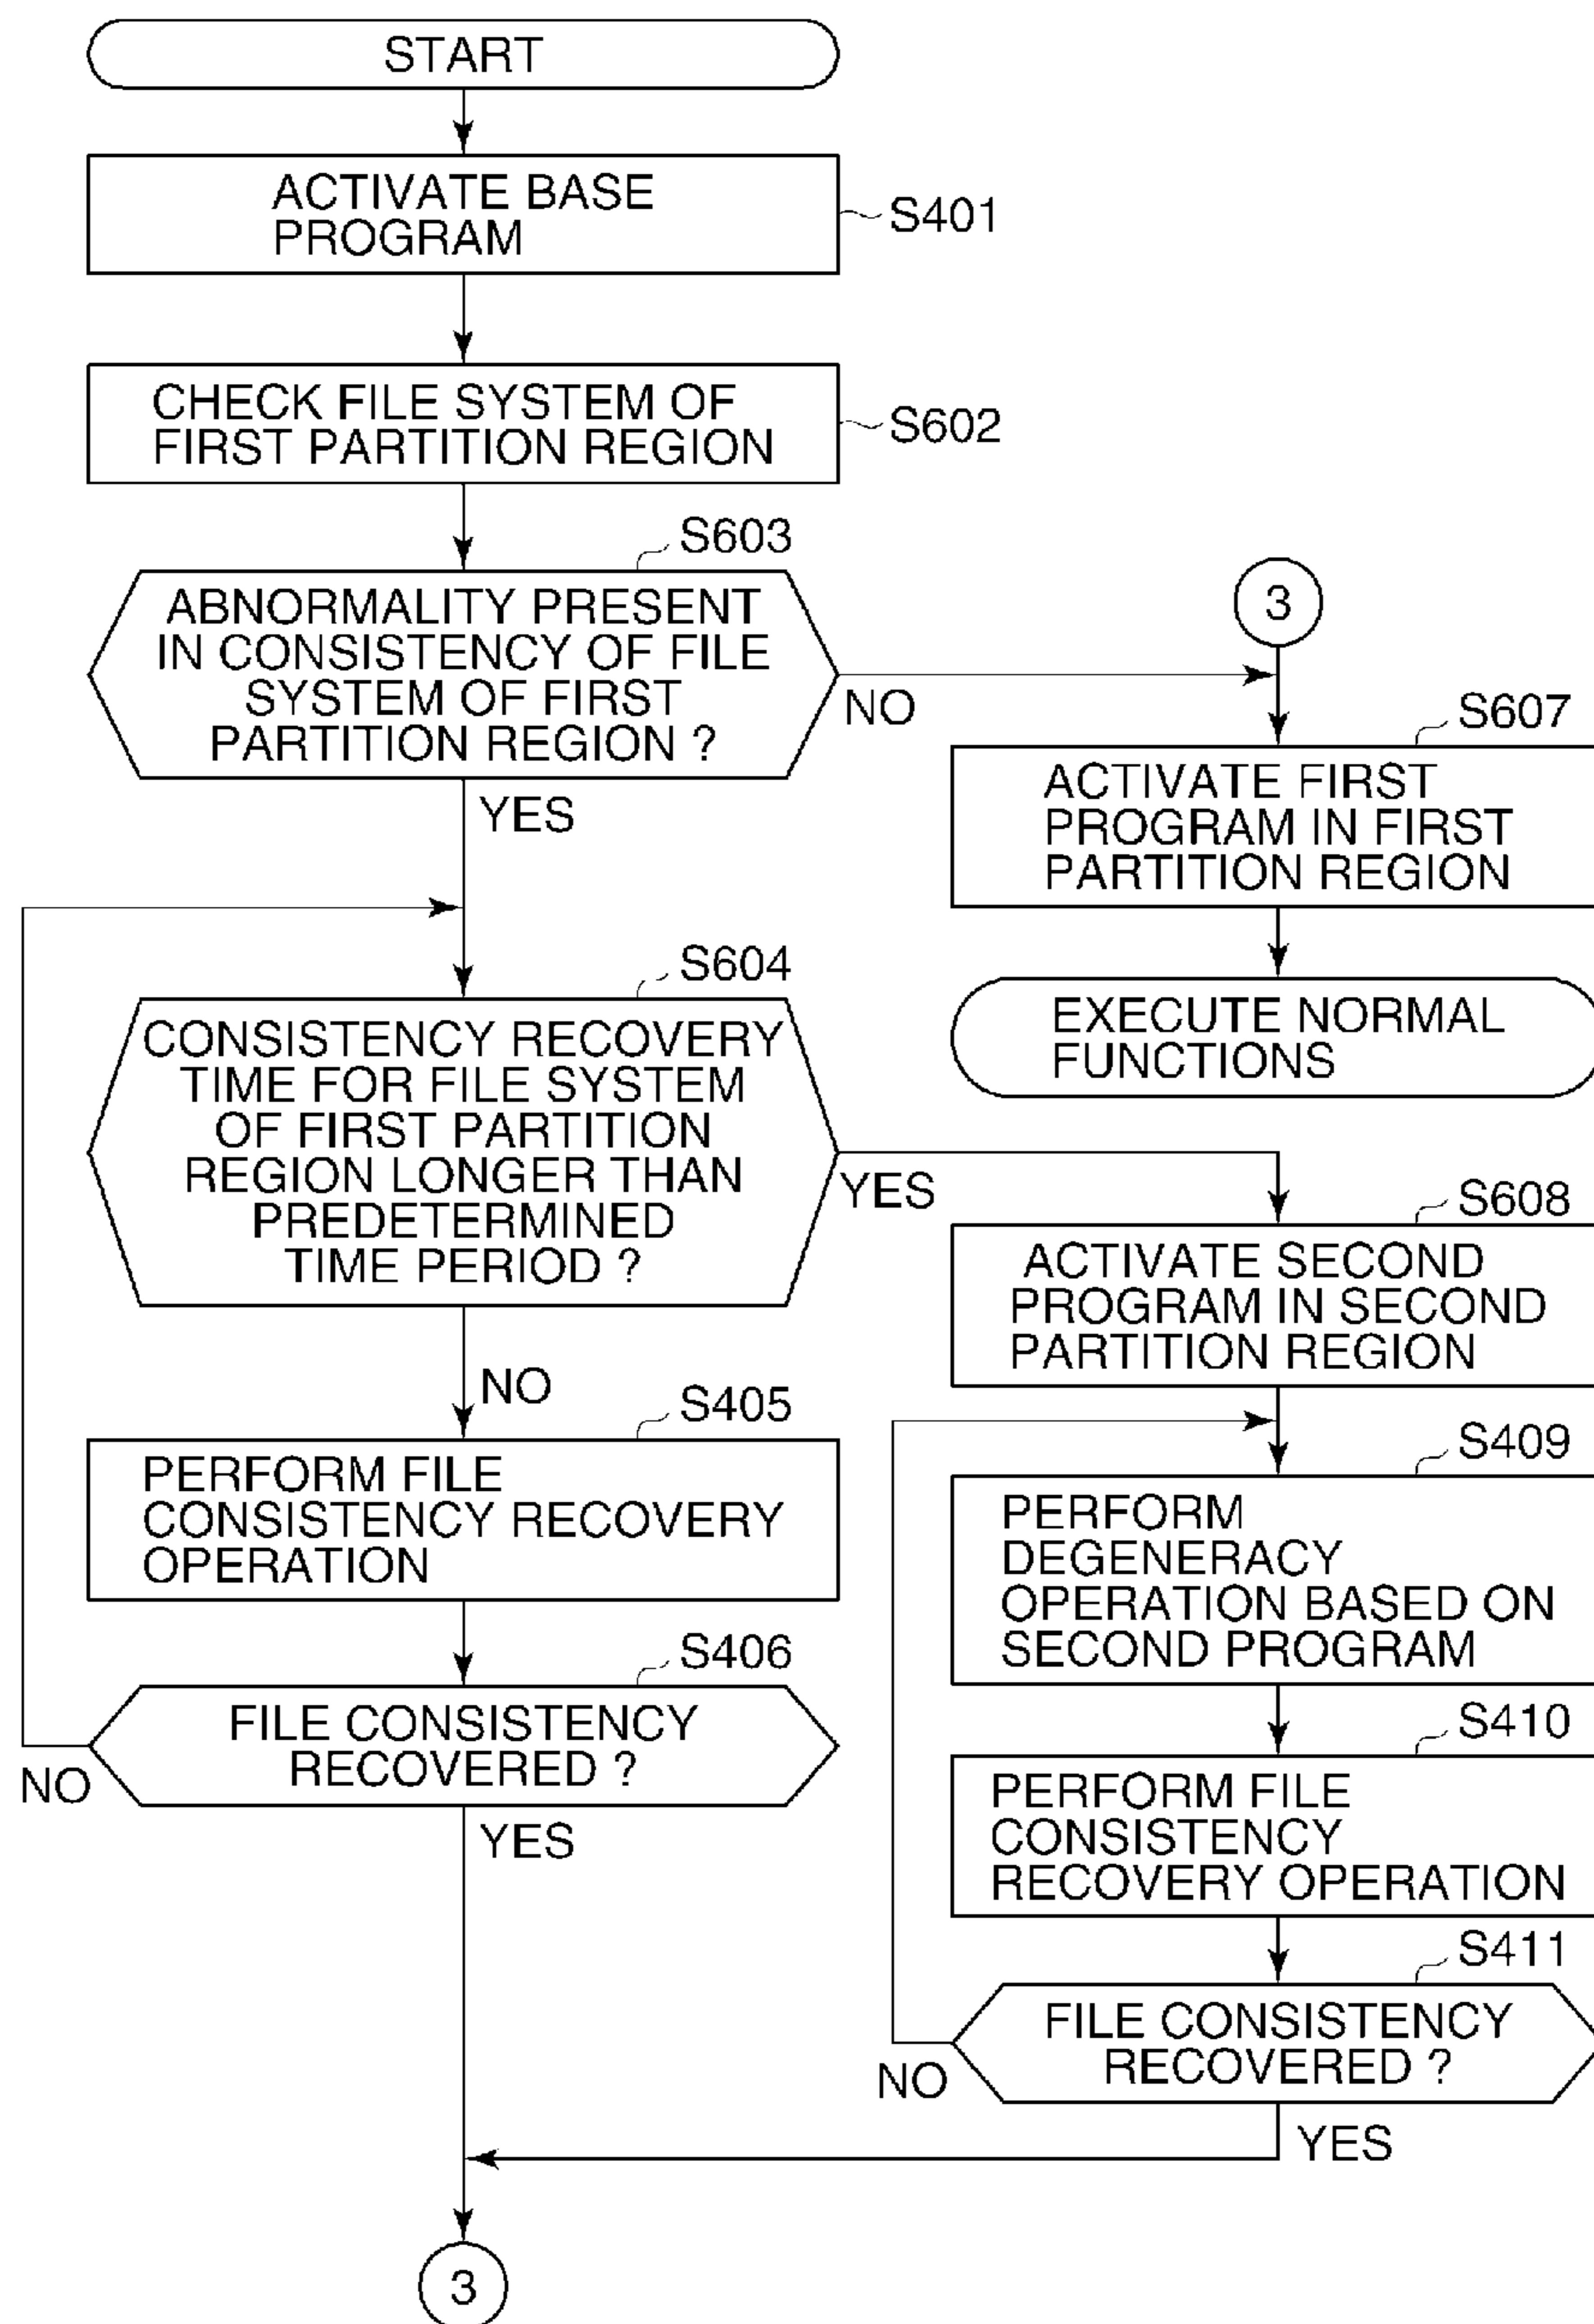 START
ACTIVATE BASE
PROGRAM
S401
CHECK FILE SYSTEM OF
FIRST PARTITION REGION
S602
S603
ABNORMALITY PRESENT
IN CONSISTENCY OF FILE
SYSTEM OF FIRST
PARTITION REGION ?
NO
YES
3
S607
ACTIVATE FIRST
PROGRAM IN FIRST
PARTITION REGION
EXECUTE NORMAL
FUNCTIONS
S604
CONSISTENCY RECOVERY
TIME FOR FILE SYSTEM
OF FIRST PARTITION
REGION LONGER THAN
PREDETERMINED
TIME PERIOD ?
YES
NO
S405
PERFORM FILE
CONSISTENCY RECOVERY
OPERATION
S406
FILE CONSISTENCY
RECOVERED ?
NO
YES
S608
ACTIVATE SECOND
PROGRAM IN SECOND
PARTITION REGION
S409
PERFORM
DEGENERACY
OPERATION BASED ON
SECOND PROGRAM
S410
PERFORM FILE
CONSISTENCY
RECOVERY OPERATION
S411
FILE CONSISTENCY
RECOVERED ?
NO
YES
3